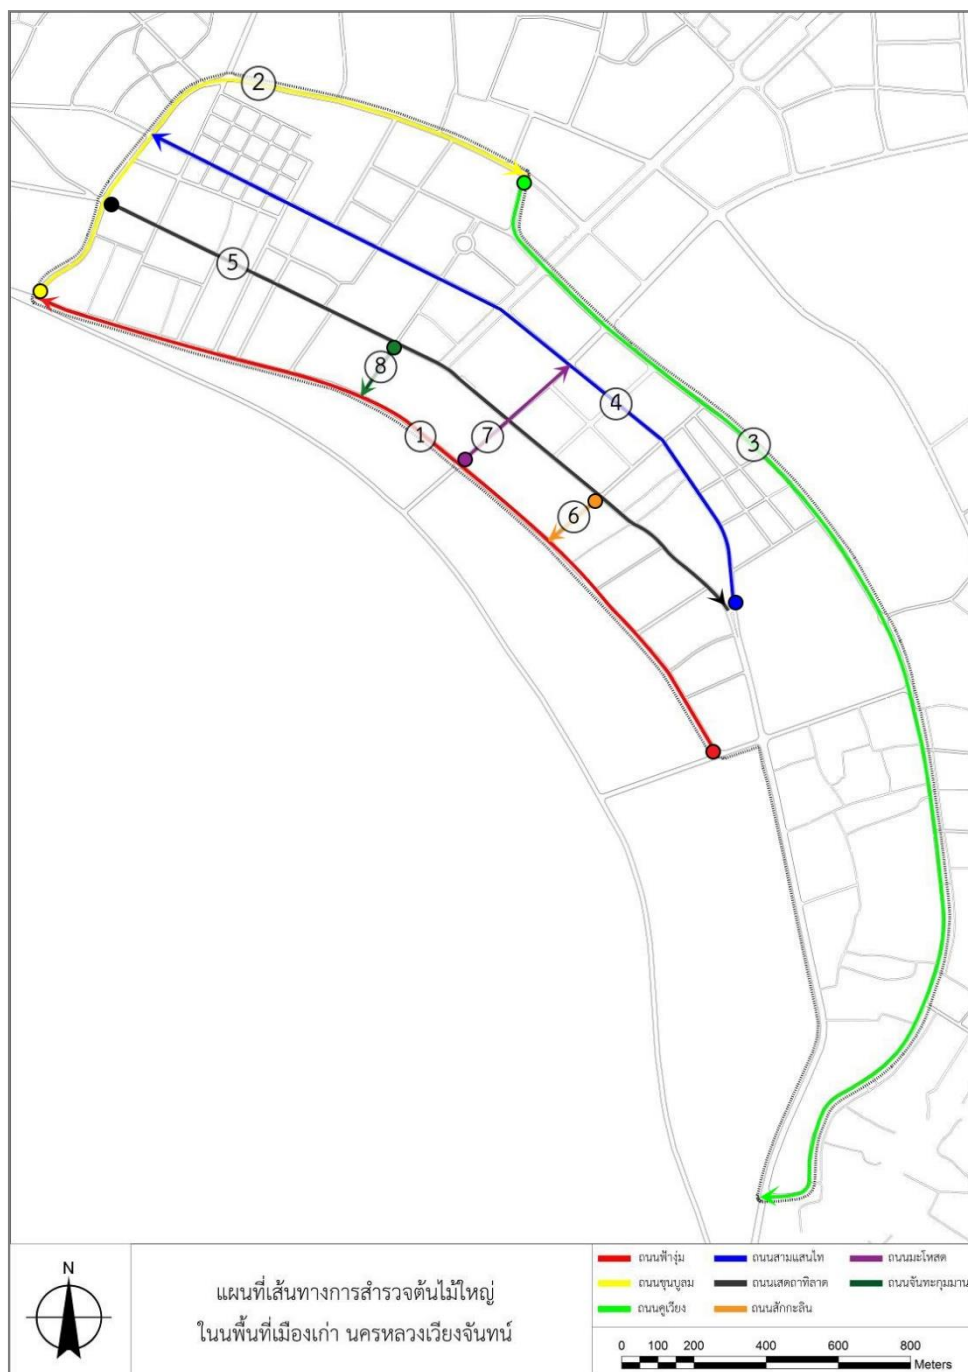 2
5
8
4
1
7
3
6
N
แผนที่เส้นทางการสำรวจต้นไม้ใหญ่
ในนพื้นที่เมืองเก่า นครหลวงเวียงจันทน์
ถนนฟ้างุ่ม
ถนนสามแสนไท
ถนนมะโหสด
ถนนขุนบูลม
ถนนเสดถาทิลาด
ถนนจันทะกุมมาน
ถนนคูเวียง
ถนนสักกะลิน
0 100 200 400 600 800
Meters